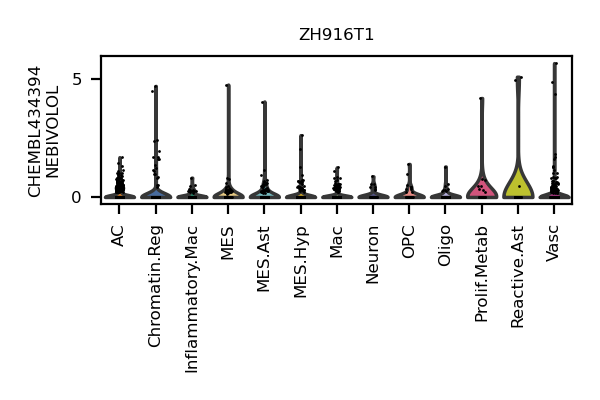 ZH916T1
CHEMBL434394
NEBIVOLOL
5
0
AC
Chromatin.Reg
Inflammatory.Mac
MES
MES.Ast
MES.Hyp
Mac
Neuron
OPC
Oligo
Prolif.Metab
Reactive.Ast
Vasc